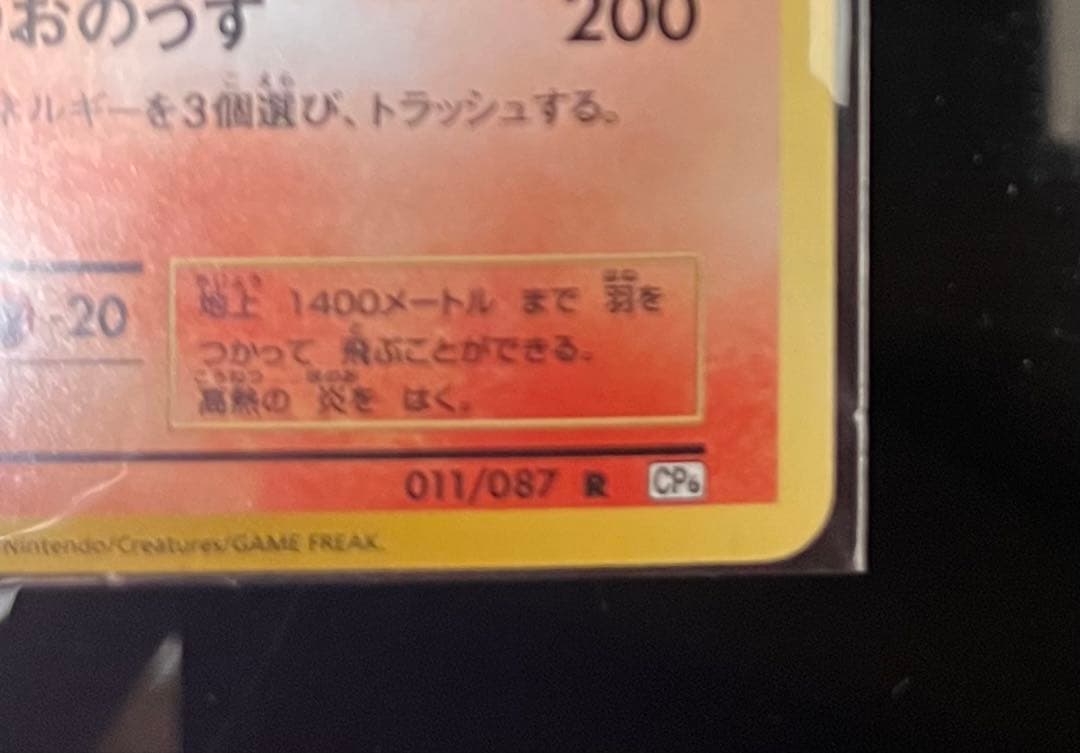 おのうず 200
ネルギーを3個選び、トラッシュする。
-20
地上 1400メートル まで 羽を
つかって 飛ぶことができる。
高熱の 炎を はく。
011/087 R CP6
Nintendo/Creatures/GAME FREAK.